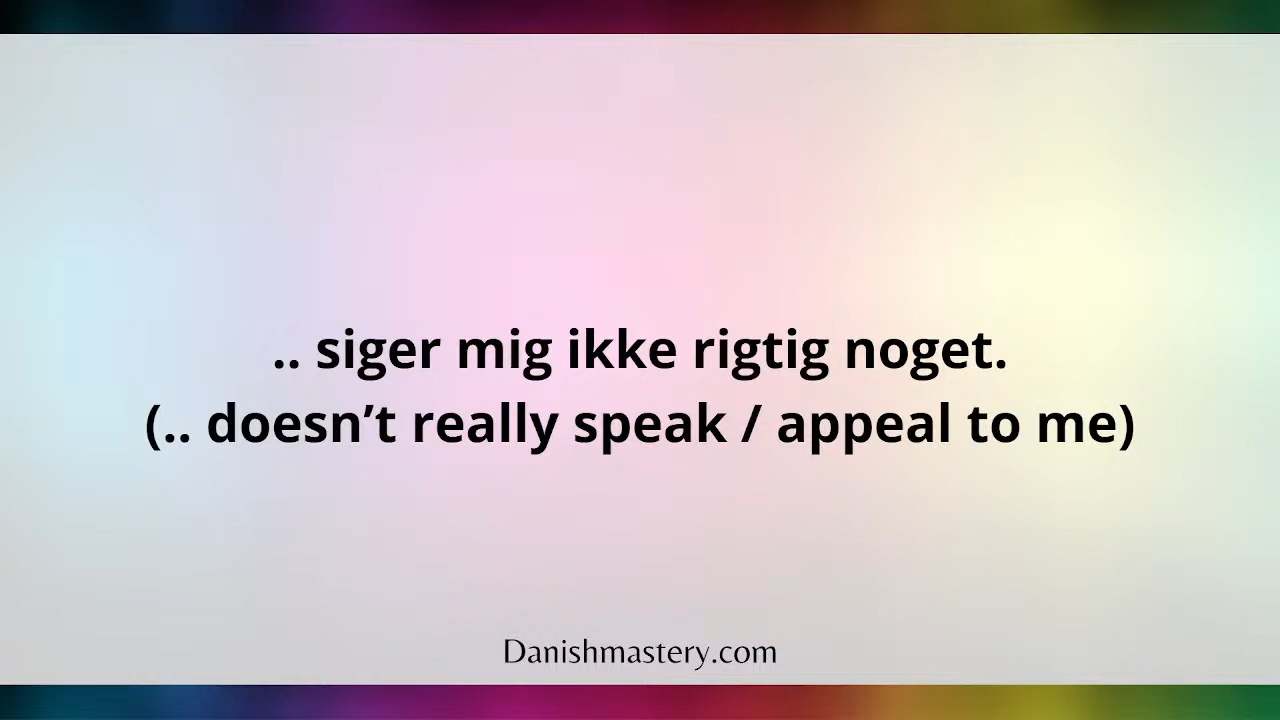 .. siger mig ikke rigtig noget.
(.. doesn’t really speak / appeal to me)
Danishmastery.com